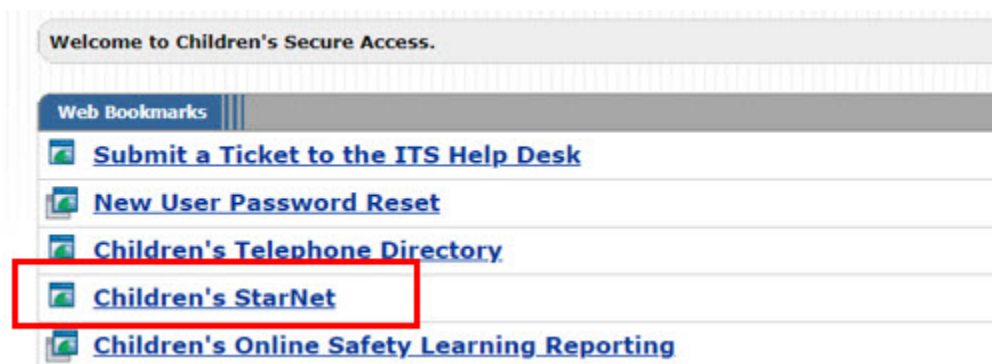 Welcome to Children's Secure Access.
Web Bookmarks
Submit a Ticket to the ITS Help Desk
New User Password Reset
Children's Telephone Directory
Children's StarNet
Children's Online Safety Learning Reporting